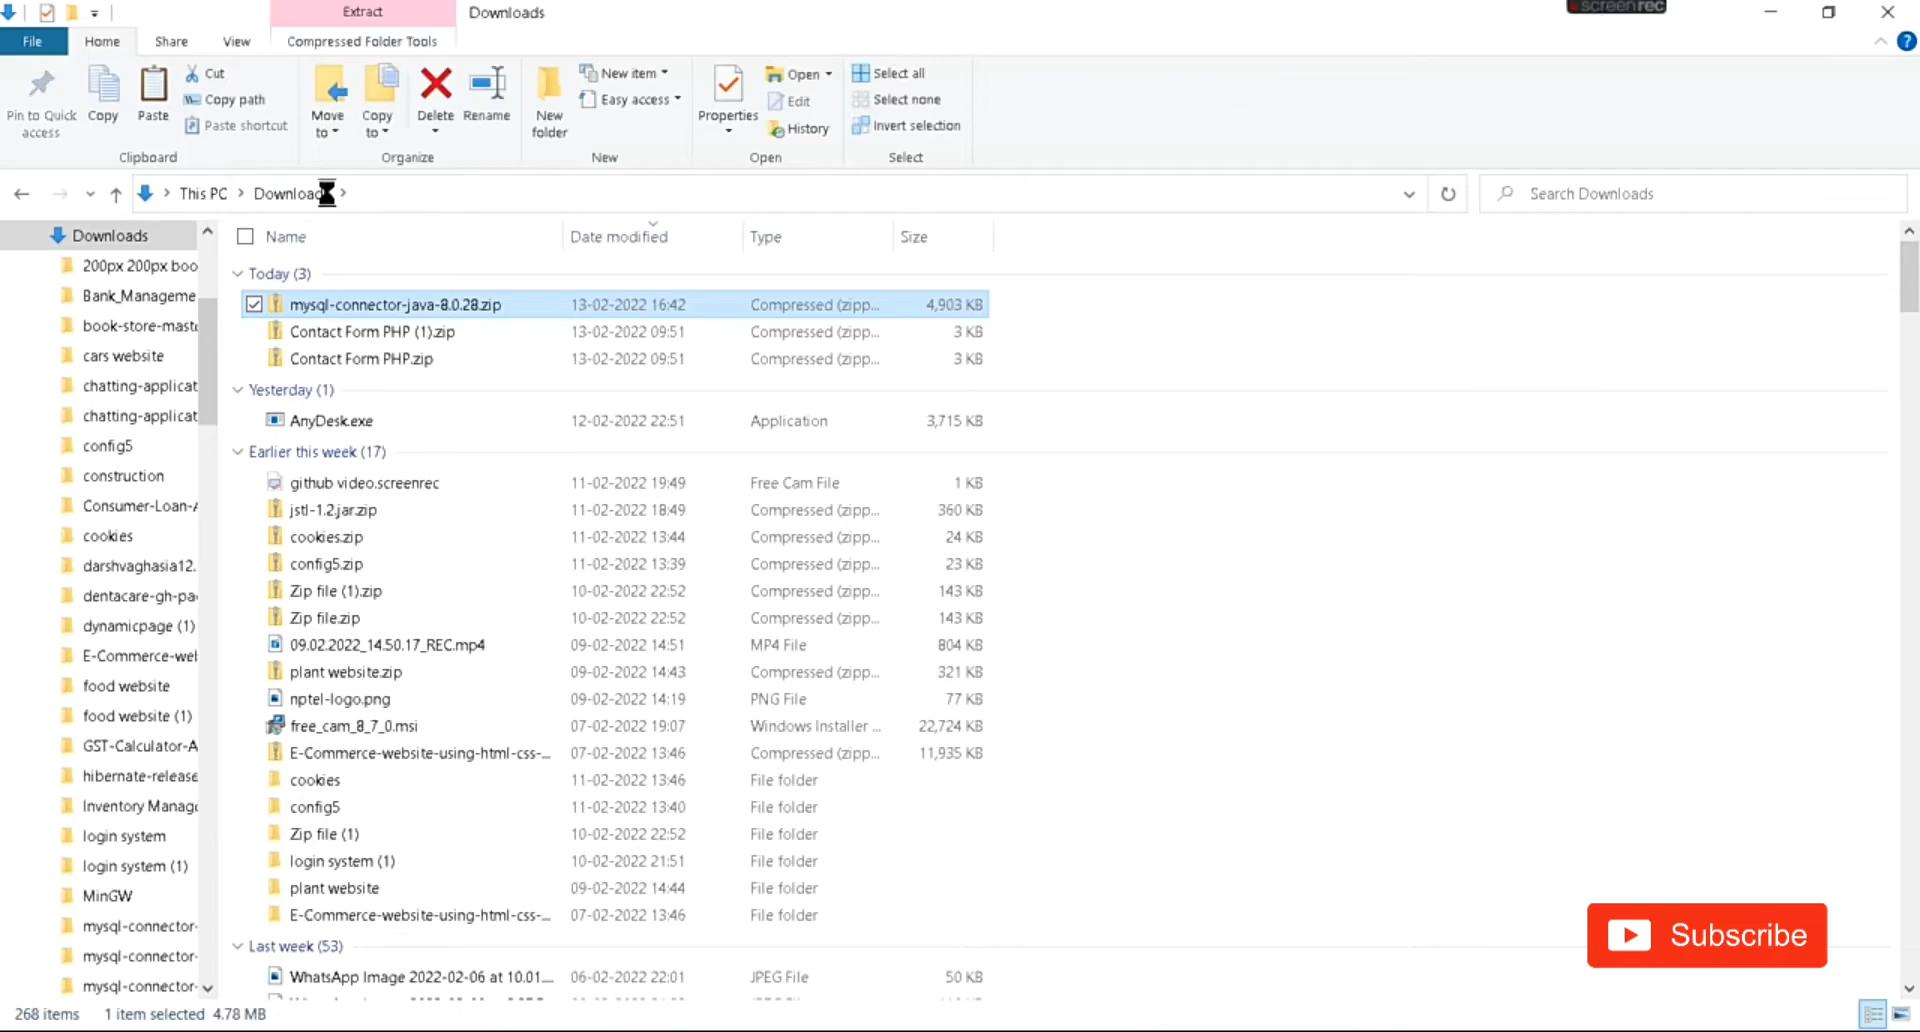 screenrec
Extract
Downloads
File
Home
Share
View
Compressed Folder Tools
Pin to Quick access
Copy
Paste
Cut
Copy path
Paste shortcut
Clipboard
Move to
Copy to
Delete
Rename
Organize
New folder
New item
Easy access
New
Properties
Open
Edit
History
Open
Select all
Select none
Invert selection
Select
This PC
Search Downloads
Downloads
200px 200px boo
Bank_Manageme
book-store-mast
cars website
chatting-applicat
chatting-applicat
config5
construction
Consumer-Loan-A
cookies
darshvaghasia12.
dentacare-gh-pa
dynamicpage (1)
E-Commerce-wel
food website
food website (1)
GST-Calculator-A
hibernate-release
Inventory Manag
login system
login system (1)
MinGW
mysql-connector-
mysql-connector-
mysql-connector-
Name Date modified Type Size
Today (3)
mysql-connector-java-8.0.28.zip 13-02-2022 16:42 Compressed (zipp... 4,903 KB
Contact Form PHP (1).zip 13-02-2022 09:51 Compressed (zipp... 3 KB
Contact Form PHP.zip 13-02-2022 09:51 Compressed (zipp... 3 KB
Yesterday (1)
AnyDesk.exe 12-02-2022 22:51 Application 3,715 KB
Earlier this week (17)
github video.screenrec 11-02-2022 19:49 Free Cam File 1 KB
jstl-1.2.jar.zip 11-02-2022 18:49 Compressed (zipp... 360 KB
cookies.zip 11-02-2022 13:44 Compressed (zipp... 24 KB
config5.zip 11-02-2022 13:39 Compressed (zipp... 23 KB
Zip file (1).zip 10-02-2022 22:52 Compressed (zipp... 143 KB
Zip file.zip 10-02-2022 22:52 Compressed (zipp... 143 KB
09.02.2022_14.50.17_REC.mp4 09-02-2022 14:51 MP4 File 804 KB
plant website.zip 09-02-2022 14:43 Compressed (zipp... 321 KB
nptel-logo.png 09-02-2022 14:19 PNG File 77 KB
free_cam_8_7_0.msi 07-02-2022 19:07 Windows Installer ... 22,724 KB
E-Commerce-website-using-html-css-... 07-02-2022 13:46 Compressed (zipp... 11,935 KB
cookies 11-02-2022 13:46 File folder
config5 11-02-2022 13:40 File folder
Zip file (1) 10-02-2022 22:52 File folder
login system (1) 10-02-2022 21:51 File folder
plant website 09-02-2022 14:44 File folder
E-Commerce-website-using-html-css-... 07-02-2022 13:46 File folder
Last week (53)
WhatsApp Image 2022-02-06 at 10.01.... 06-02-2022 22:01 JPEG File 50 KB
Subscribe
268 items 1 item selected 4.78 MB